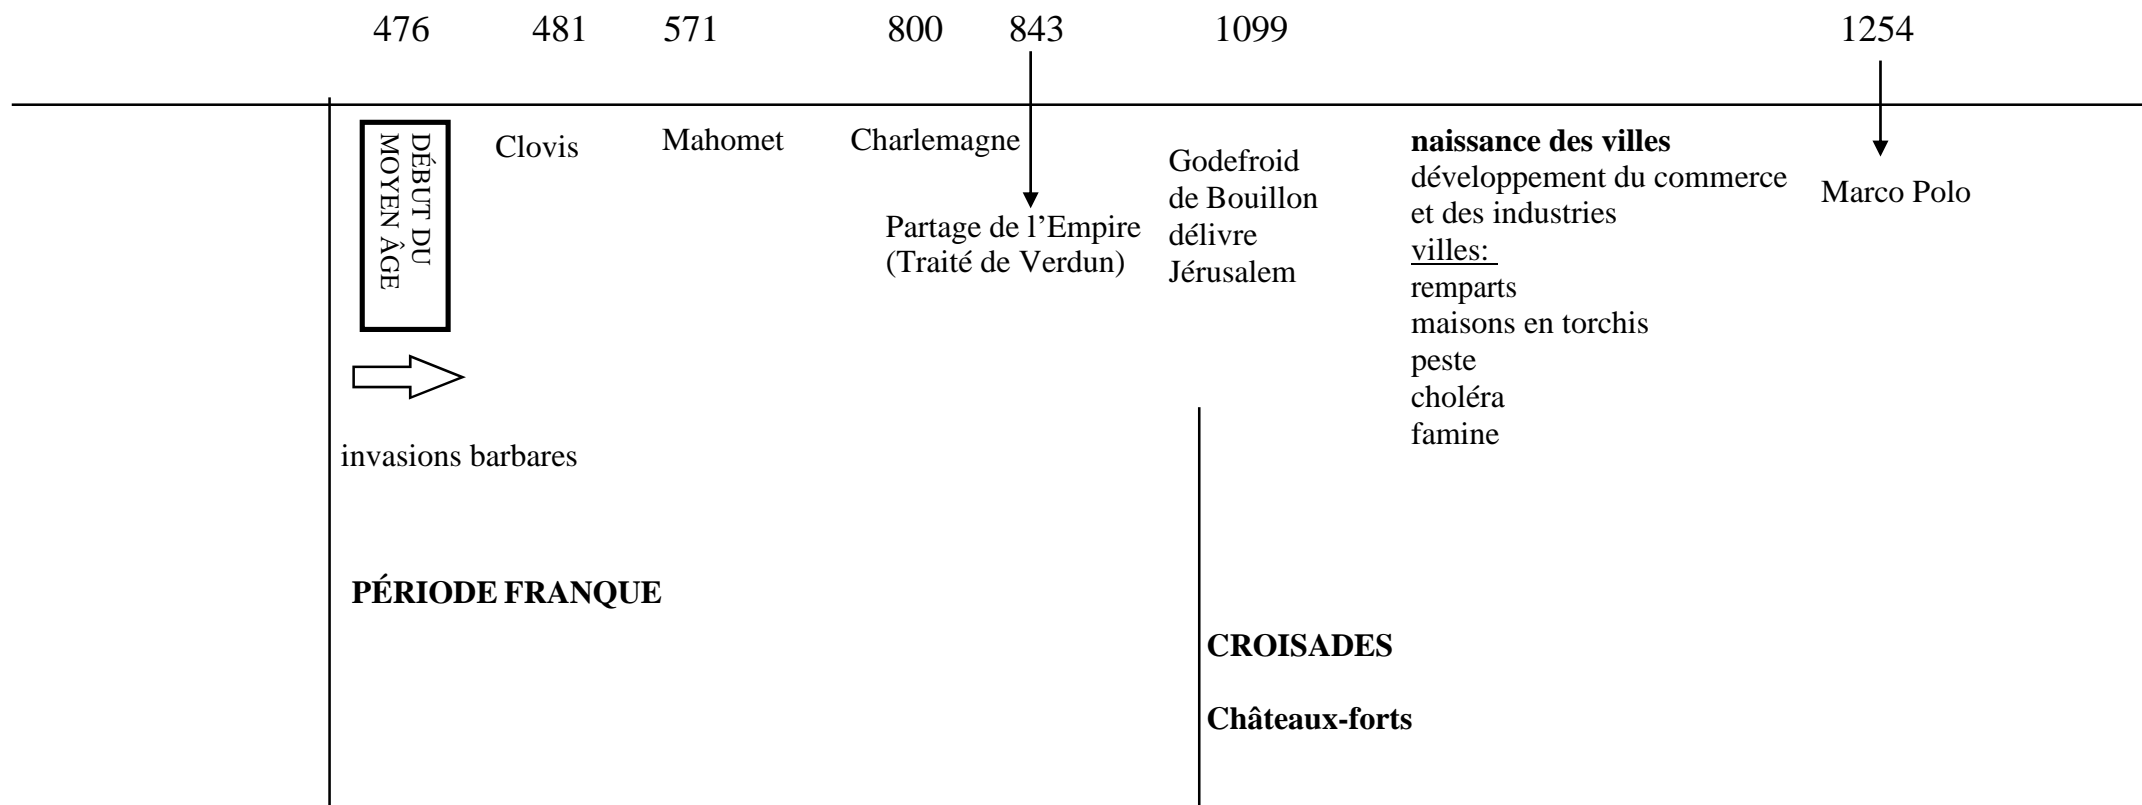 476 481 571 800 843 1099 1254
DÉBUT DU
MOYEN ÂGE
Clovis
Mahomet
Charlemagne
Partage de l’Empire
(Traité de Verdun)
Godefroid
de Bouillon
délivre
Jérusalem
naissance des villes
développement du commerce
et des industries
villes:
remparts
maisons en torchis
peste
choléra
famine
Marco Polo
invasions barbares
PÉRIODE FRANQUE
CROISADES
Châteaux-forts